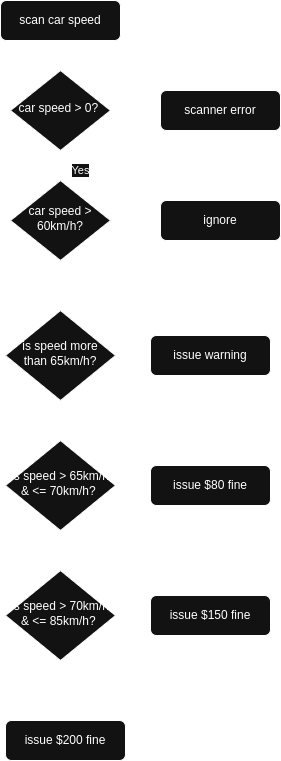 scan car speed
car speed > 0?
scanner error
Yes
car speed >
60km/h?
ignore
is speed more
than 65km/h?
issue warning
s speed > 65km/h
& <= 70km/h?
issue $80 fine
s speed > 70km/h
& <= 85km/h?
issue $150 fine
issue $200 fine